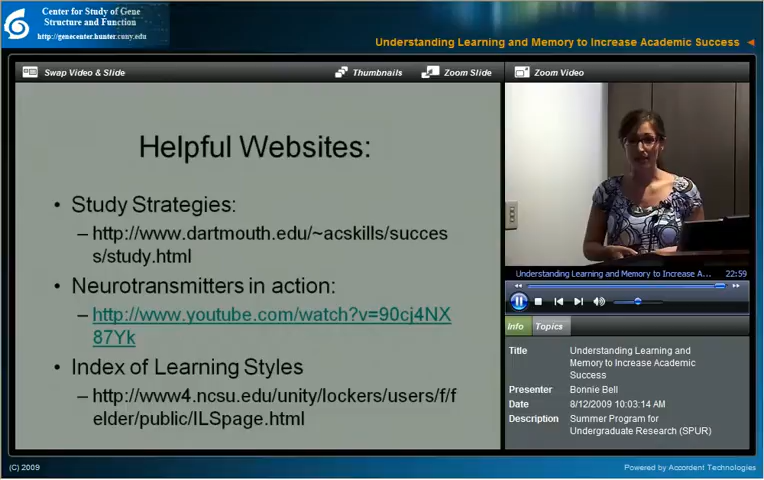 Center for Study of Gene
Structure and Function
http://genecenter.hunter.cuny.edu
Understanding Learning and Memory to Increase Academic Success
Swap Video & Slide
Thumbnails
Zoom Slide
Zoom Video
Helpful Websites:
• Study Strategies:
– http://www.dartmouth.edu/~acskills/succes
s/study.html
• Neurotransmitters in action:
– http://www.youtube.com/watch?v=90cj4NX
87Yk
• Index of Learning Styles
– http://www4.ncsu.edu/unity/lockers/users/f/f
elder/public/ILSpage.html
Understanding Learning and Memory to Increase A... 22:59
Info Topics
Title Understanding Learning and
Memory to Increase Academic
Success
Presenter Bonnie Bell
Date 8/12/2009 10:03:14 AM
Description Summer Program for
Undergraduate Research (SPUR)
(C) 2009
Powered by Accordent Technologies